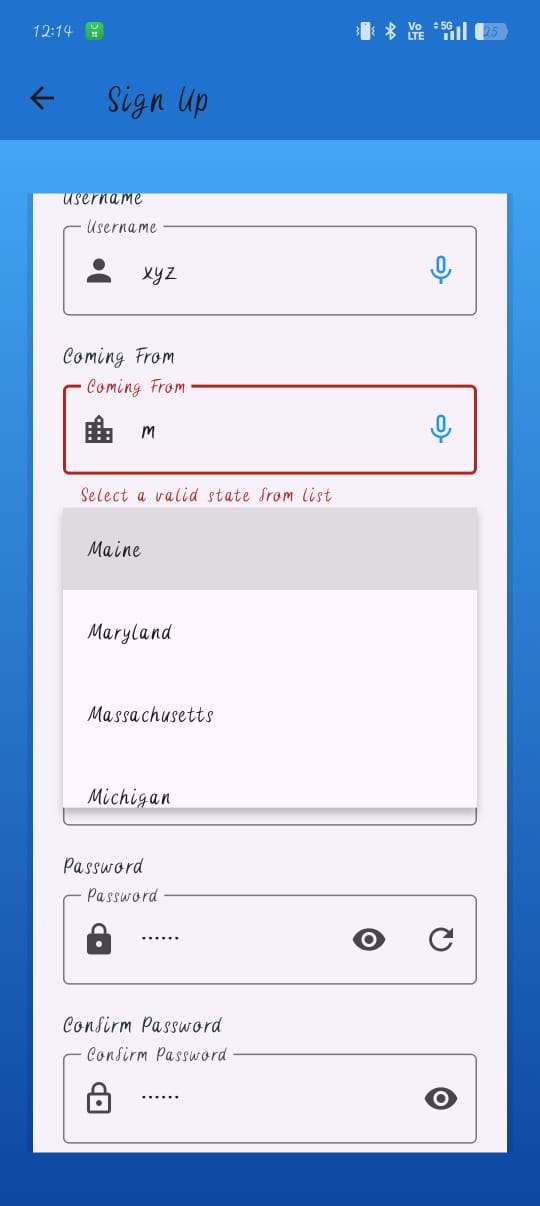 12:14
Vo
LTE
5G
25
Sign Up
Username
Username
xyz
Coming From
Coming From
m
Select a valid state from list
Maine
Maryland
Massachusetts
Michigan
Password
Password
Confirm Password
Confirm Password